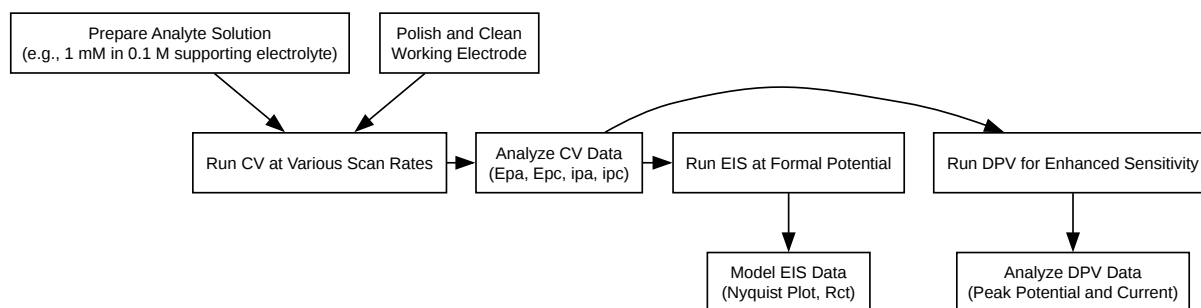 Prepare Analyte Solution
(e.g., 1 mM in 0.1 M supporting electrolyte)
Polish and Clean
Working Electrode
Run CV at Various Scan Rates
Analyze CV Data
(Epa, Epc, ipa, ipc)
Run EIS at Formal Potential
Run DPV for Enhanced Sensitivity
Model EIS Data
(Nyquist Plot, Rct)
Analyze DPV Data
(Peak Potential and Current)